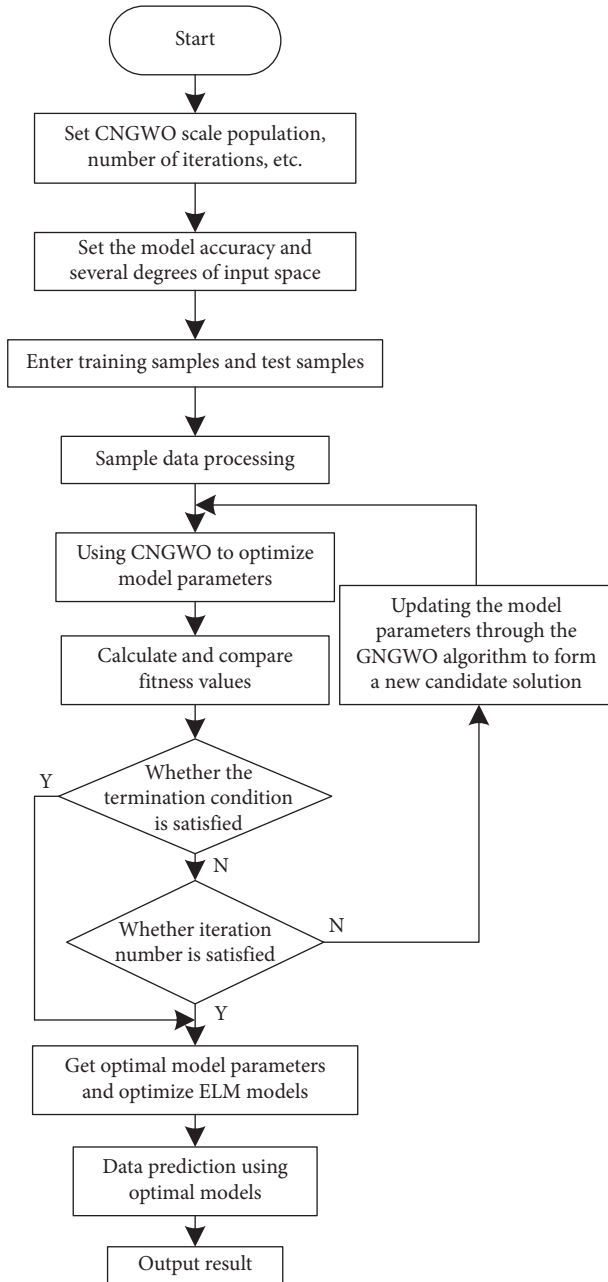 Start
Set CNGWO scale population,
number of iterations, etc.
Set the model accuracy and
several degrees of input space
Enter training samples and test samples
Sample data processing
Using CNGWO to optimize
model parameters
Updating the model
parameters through the
GNGWO algorithm to form
a new candidate solution
Calculate and compare
fitness values
Y
Whether the
termination condition
is satisfied
N
Whether iteration
number is satisfied
N
Y
Get optimal model parameters
and optimize ELM models
Data prediction using
optimal models
Output result